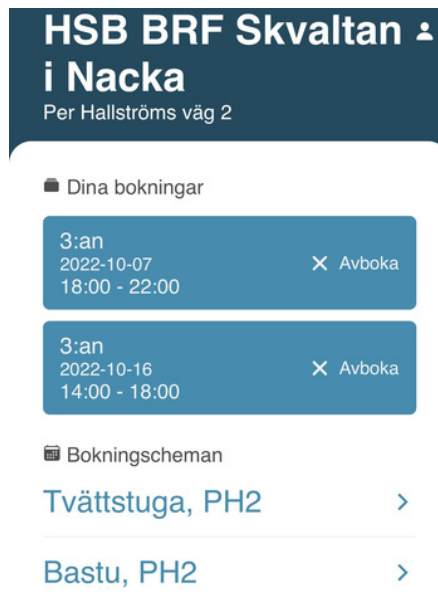 HSB BRF Skvaltan
i Nacka
Per Hallströms väg 2
Dina bokningar
3:an
2022-10-07
18:00 - 22:00
Avboka
3:an
2022-10-16
14:00 - 18:00
Avboka
Bokningscheman
Tvättstuga, PH2
Bastu, PH2